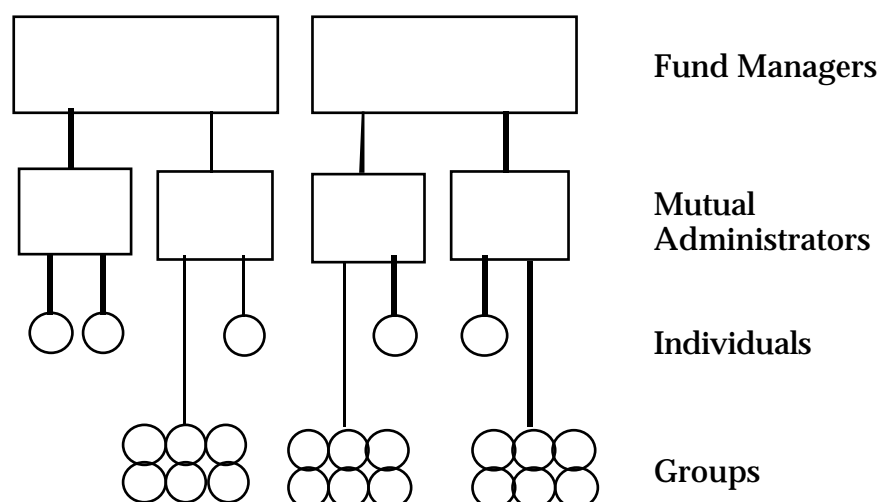 Fund Managers
Mutual
Administrators
Individuals
Groups